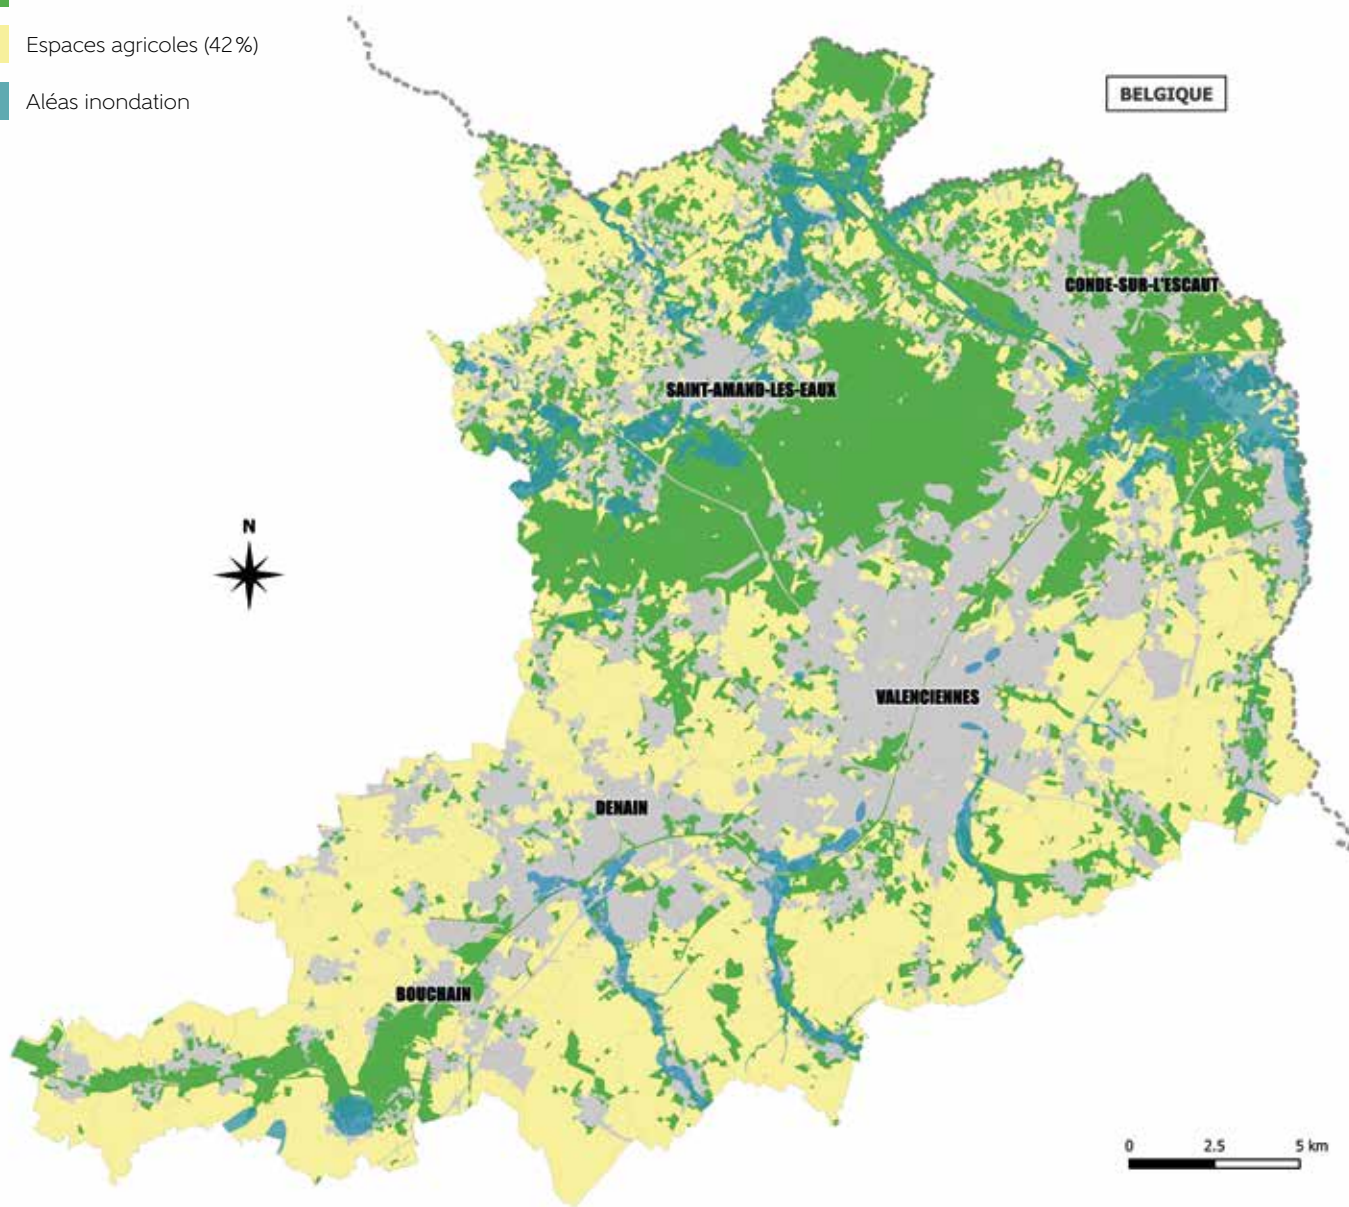 Espaces agricoles (42 %)
Aléas inondation
BELGIQUE
CONDE-SUR-L'ESCAUT
SAINT-AMAND-LES-EAUX
N
VALENCIENNES
DENAIN
BOUCHAIN
0 2.5 5 km